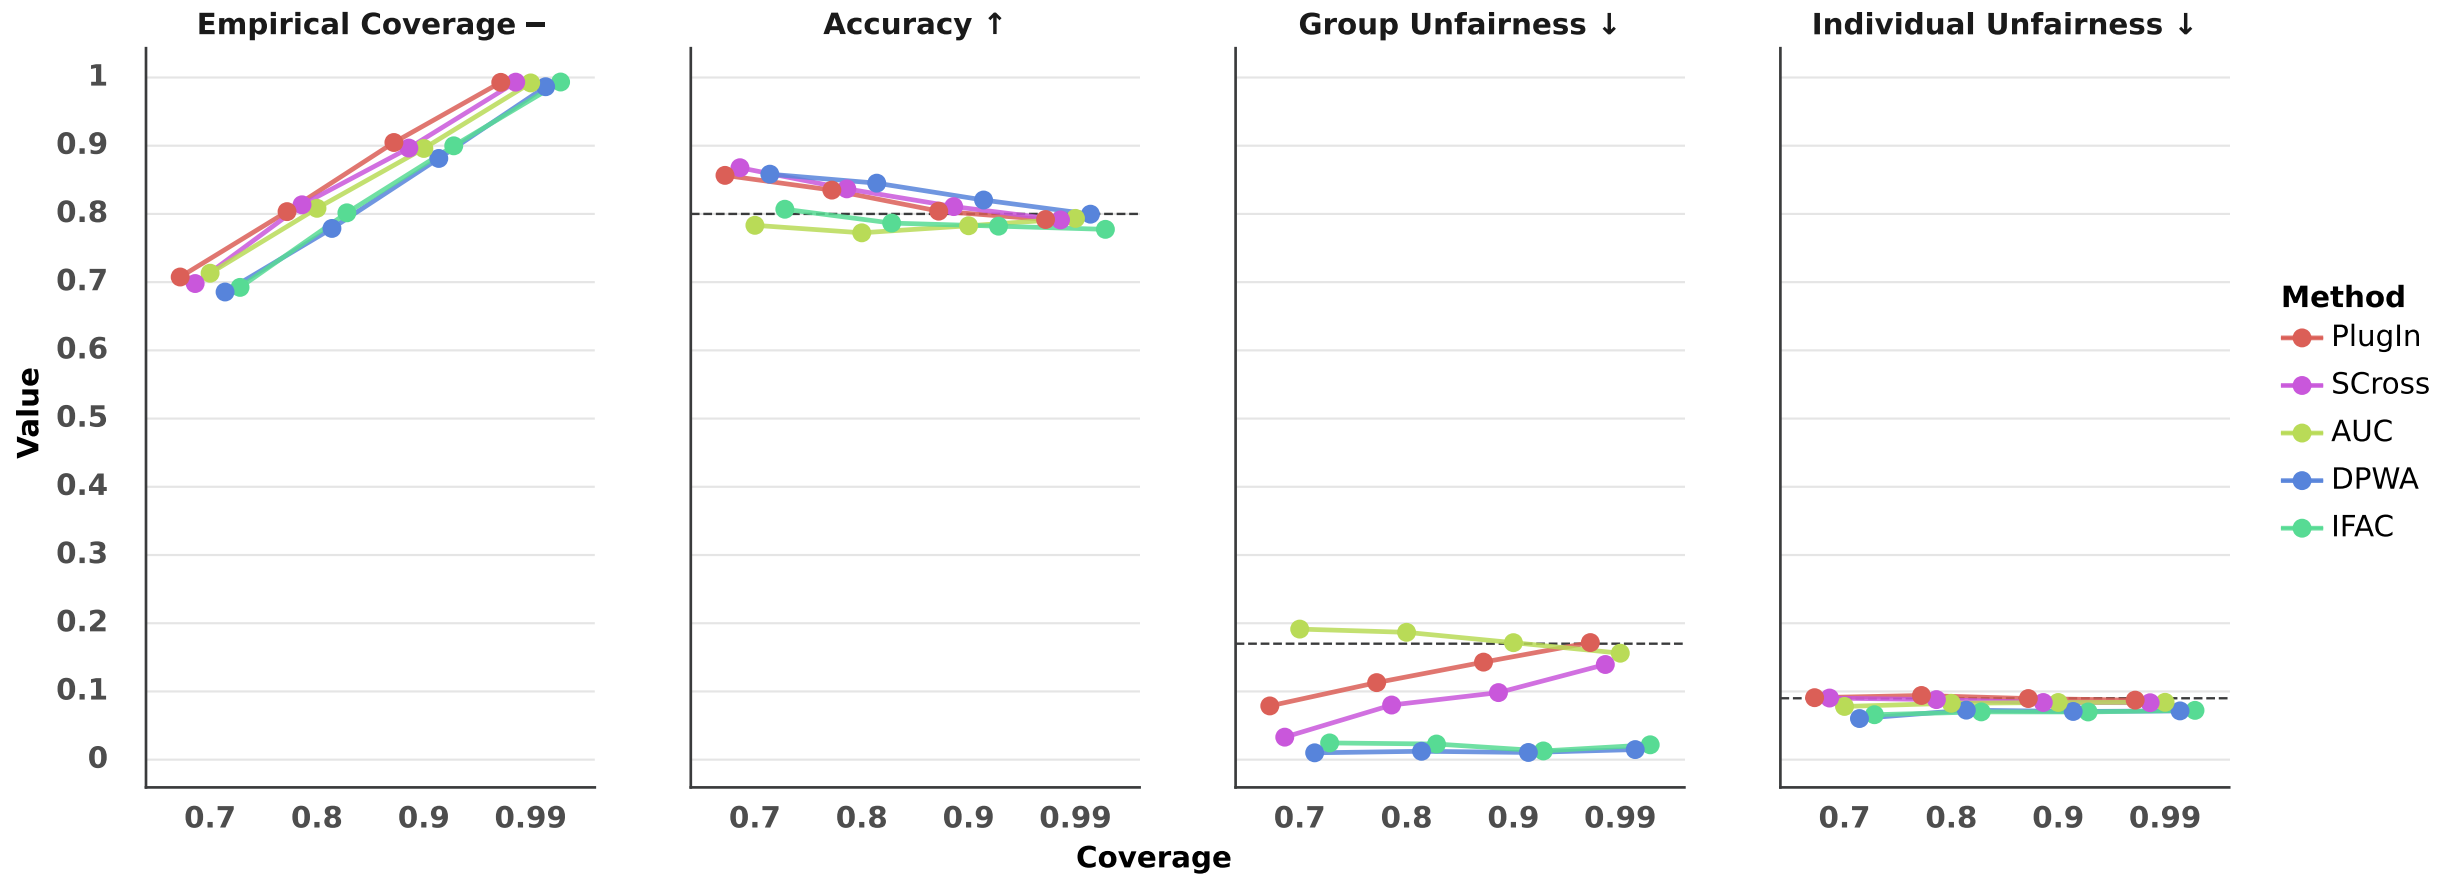 Empirical Coverage –
Accuracy ↑
Group Unfairness ↓
Individual Unfairness ↓
Value
1
0.9
0.8
0.7
0.6
0.5
0.4
0.3
0.2
0.1
0
0.7 0.8 0.9 0.99
0.7 0.8 0.9 0.99
0.7 0.8 0.9 0.99
0.7 0.8 0.9 0.99
Coverage
Method
PlugIn
SCross
AUC
DPWA
IFAC